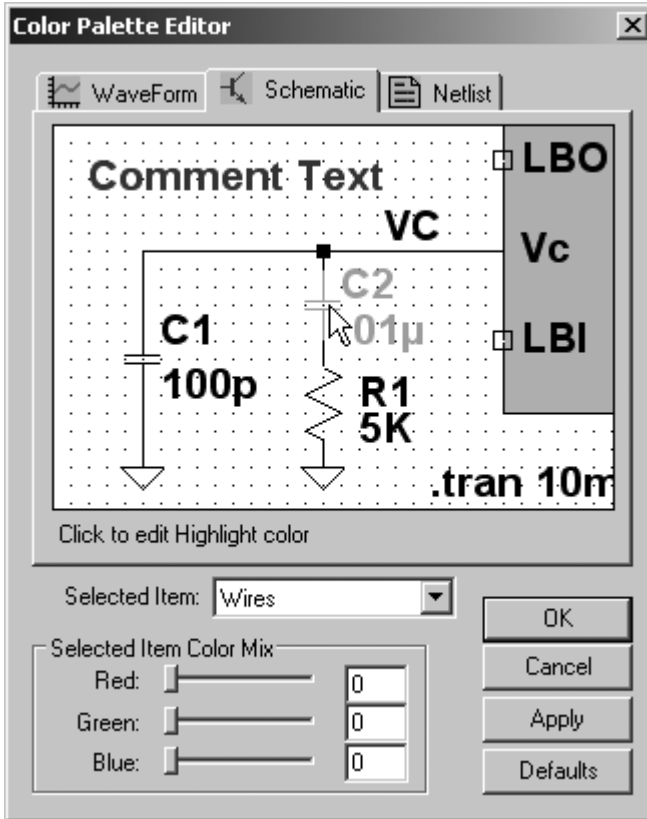 Color Palette Editor
WaveForm
Schematic
Netlist
Comment Text
LBO
VC
Vc
C2
.01µ
C1
100p
LBI
R1
5K
.tran 10m
Click to edit Highlight color
Selected Item: Wires
OK
Selected Item Color Mix
Red: 0
Cancel
Green: 0
Apply
Blue: 0
Defaults